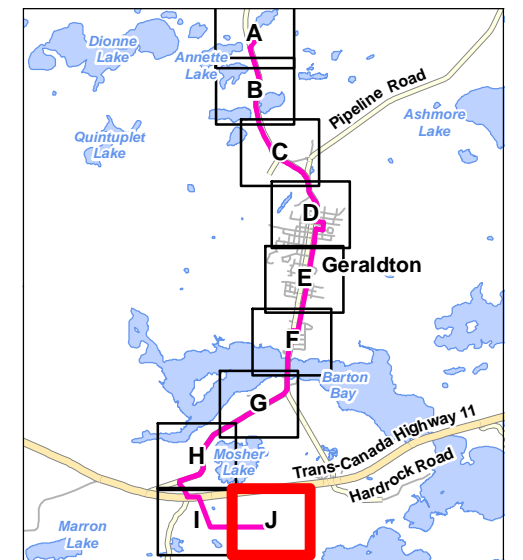 A
Dionne
Lake
Annette
Lake
B
Pipeline Road
Ashmore
Lake
Quintuplet
Lake
C
D
Geraldton
E
F
Barton
Bay
G
Trans-Canada Highway 11
H
Mosher
Lake
Hardrock Road
I
J
Marron
Lake